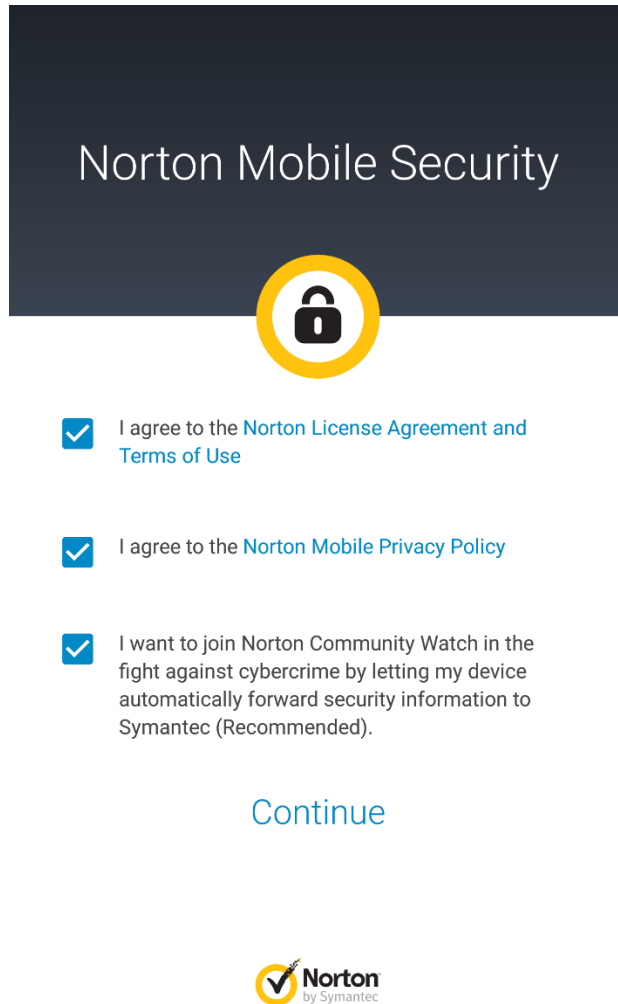 Norton Mobile Security
I agree to the Norton License Agreement and
Terms of Use
I agree to the Norton Mobile Privacy Policy
I want to join Norton Community Watch in the
fight against cybercrime by letting my device
automatically forward security information to
Symantec (Recommended).
Continue
Norton
by Symantec